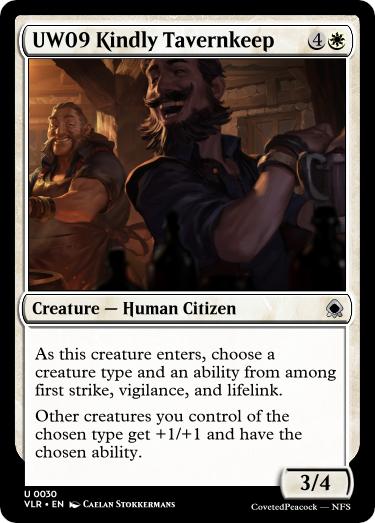 UW09 Kindly Tavernkeep 4
Creature — Human Citizen
As this creature enters, choose a
creature type and an ability from among
first strike, vigilance, and lifelink.
Other creatures you control of the
chosen type get +1/+1 and have the
chosen ability.
3/4
U 0030
VLR • EN Caelan Stokkermans
CovetedPeacock — NFS